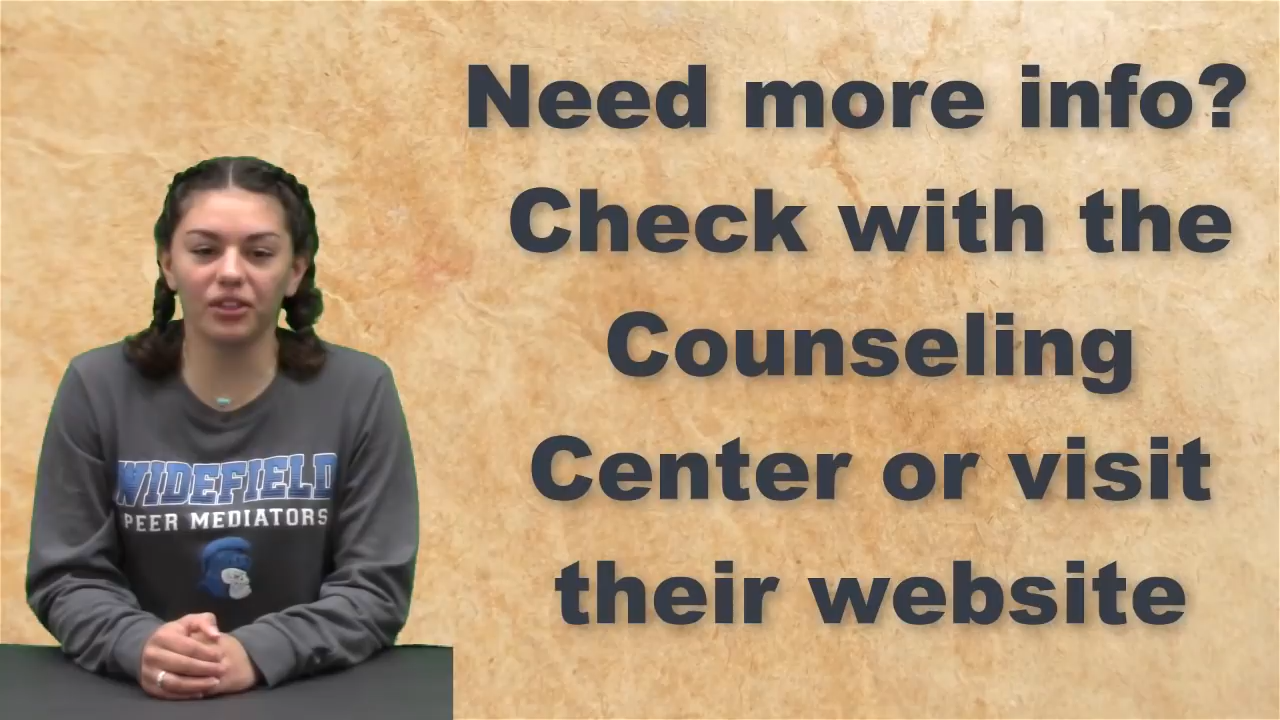 Need more info?
Check with the
Counseling
Center or visit
their website
WIDEFIELD
PEER MEDIATORS